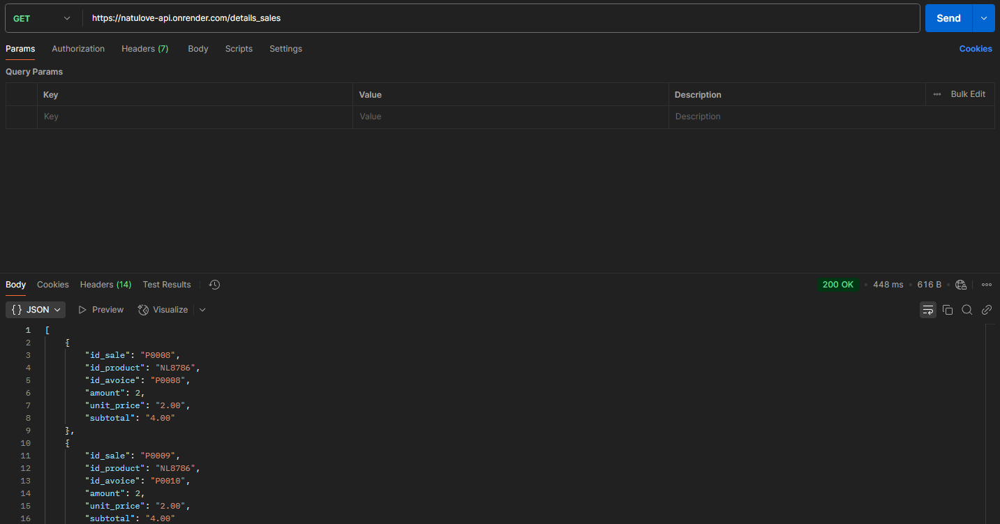 GET https://natulove-api.onrender.com/details_sales Send
Params Authorization Headers (7) Body Scripts Settings Cookies
Query Params
Key Value Description Bulk Edit
Key Value Description
Body Cookies Headers (14) Test Results 200 OK 448 ms 616 B
{} JSON Preview Visualize
1 [
2 {
3 "id_sale": "P0008",
4 "id_product": "NL8786",
5 "id_avoice": "P0008",
6 "amount": 2,
7 "unit_price": "2.00",
8 "subtotal": "4.00"
9 },
10 {
11 "id_sale": "P0009",
12 "id_product": "NL8786",
13 "id_avoice": "P0010",
14 "amount": 2,
15 "unit_price": "2.00",
16 "subtotal": "4.00"